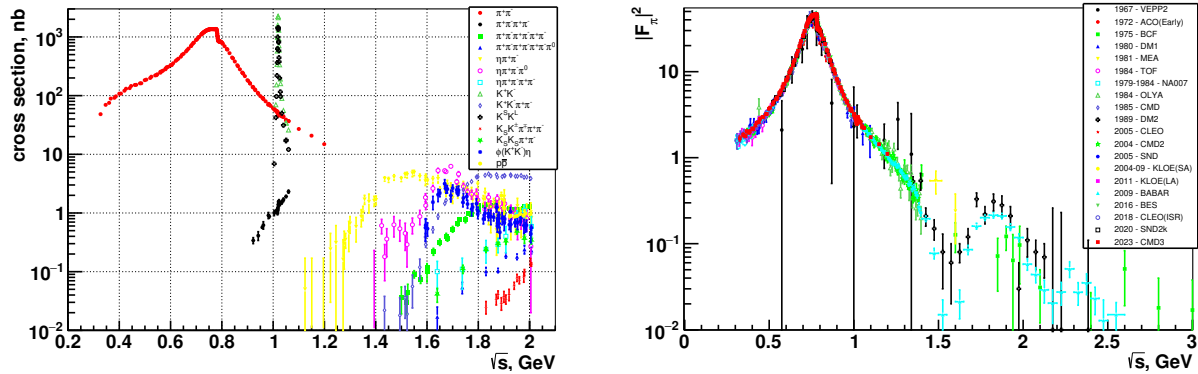 cross section, nb
10³
10²
10
1
10⁻¹
10⁻²
0.2 0.4 0.6 0.8 1.0 1.2 1.4 1.6 1.8 2.0
√s, GeV
π⁺π⁻
π⁺π⁻π⁺π⁻
π⁺π⁻π⁺π⁻π⁺π⁻
π⁺π⁻π⁺π⁻π⁺π⁻π⁰
ηπ⁺π⁻
ηπ⁺π⁻π⁰
ηπ⁺π⁻π⁺π⁻
K⁺K⁻
K⁺K⁻π⁺π⁻
φ(K⁺K⁻)η
pp̅
|Fπ|²
10
1
10⁻¹
10⁻²
0 0.5 1 1.5 2 2.5 3
√s, GeV
1967 - VEPP2
1972 - ACO(Early)
1975 - BCF
1980 - DM1
1981 - MEA
1984 - TOF
1979-1984 - NA007
1984 - OLYA
1985 - CMD
1989 - DM2
2005 - CLEO
2004 - CMD2
2005 - SND
2004-09 - KLOE(SA)
2011 - KLOE(LA)
2009 - BABAR
2016 - BES
2018 - CLEO(ISR)
2020 - SND2k
2023 - CMD3